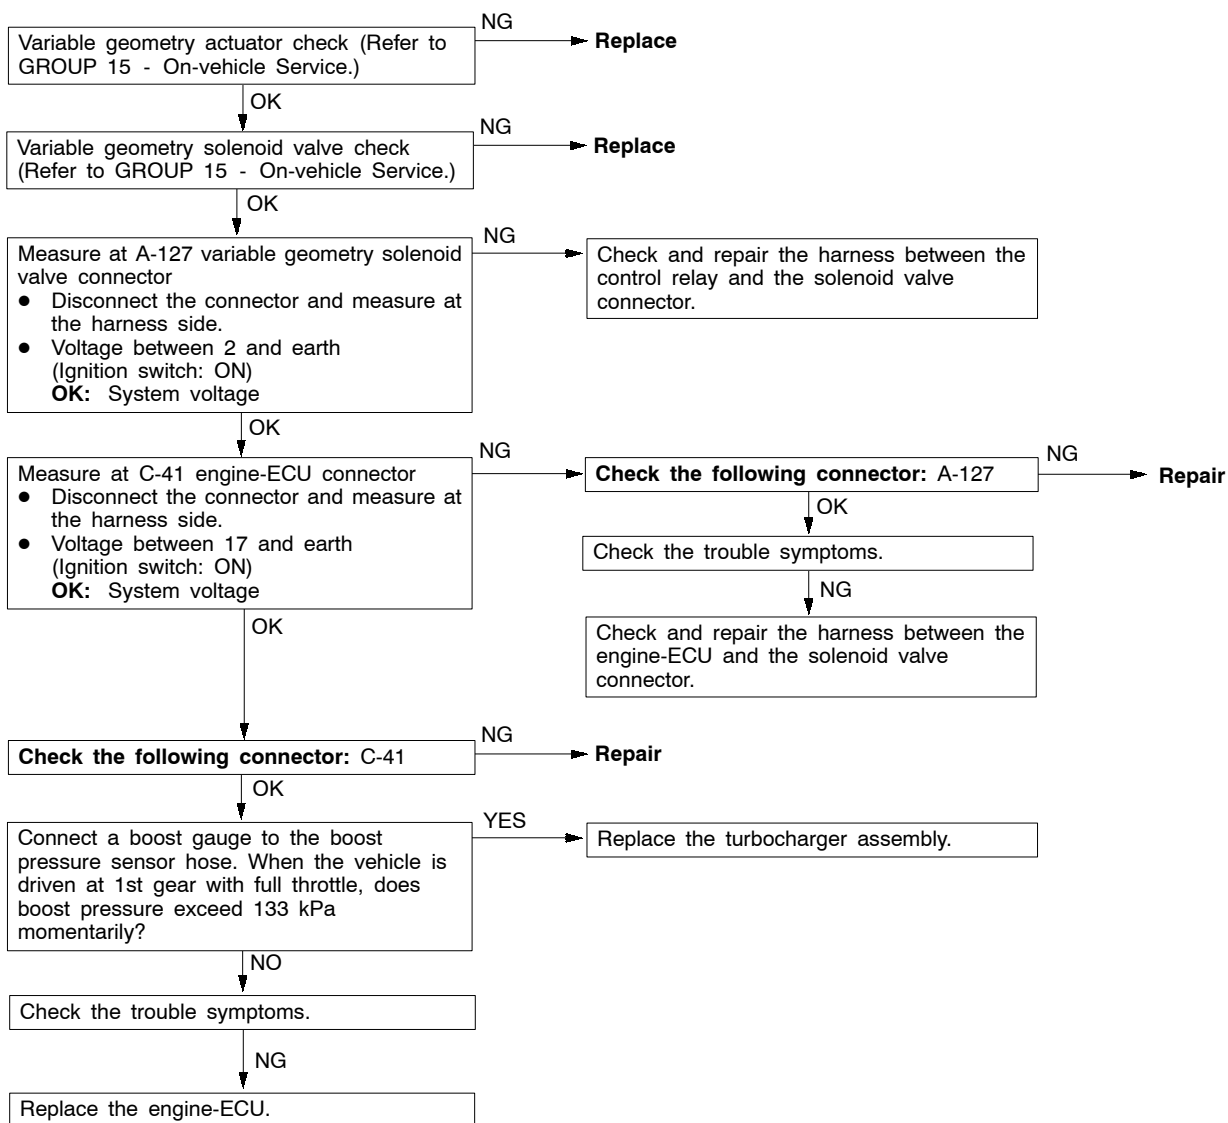 Variable geometry actuator check (Refer to
GROUP 15 - On-vehicle Service.)
NG
Replace
OK
Variable geometry solenoid valve check
(Refer to GROUP 15 - On-vehicle Service.)
NG
Replace
OK
Measure at A-127 variable geometry solenoid
valve connector
● Disconnect the connector and measure at
the harness side.
● Voltage between 2 and earth
(Ignition switch: ON)
OK: System voltage
NG
Check and repair the harness between the
control relay and the solenoid valve
connector.
OK
Measure at C-41 engine-ECU connector
● Disconnect the connector and measure at
the harness side.
● Voltage between 17 and earth
(Ignition switch: ON)
OK: System voltage
NG
Check the following connector: A-127
NG
Repair
OK
Check the trouble symptoms.
NG
Check and repair the harness between the
engine-ECU and the solenoid valve
connector.
OK
Check the following connector: C-41
NG
Repair
OK
Connect a boost gauge to the boost
pressure sensor hose. When the vehicle is
driven at 1st gear with full throttle, does
boost pressure exceed 133 kPa
momentarily?
YES
Replace the turbocharger assembly.
NO
Check the trouble symptoms.
NG
Replace the engine-ECU.